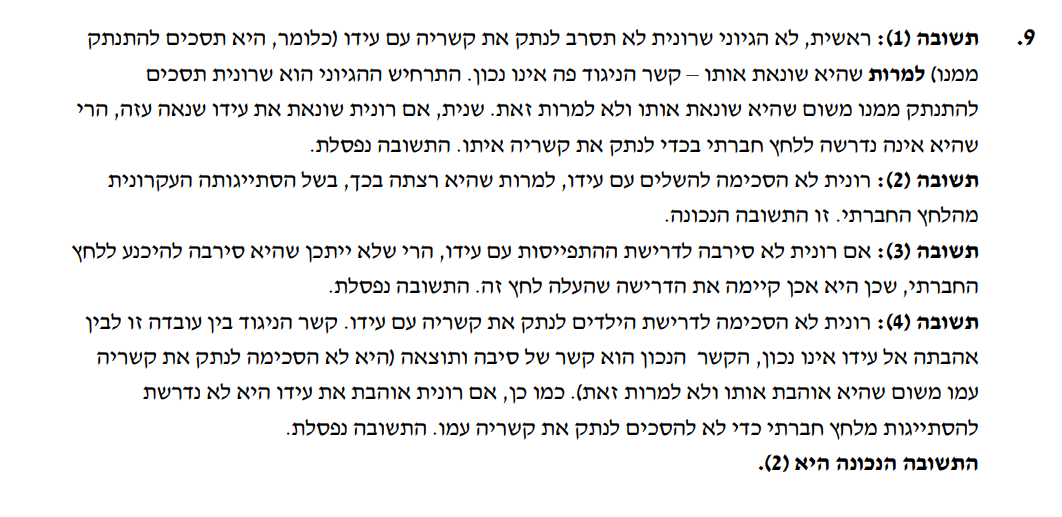 9. תשובה (1): ראשית, לא הגיוני שרונית לא תסרב לנתק את קשריה עם עידו (כלומר, היא תסכים להתנתק
ממנו) למרות שהיא שונאת אותו – קשר הניגוד פה אינו נכון. התרחיש ההגיוני הוא שרונית תסכים
להתנתק ממנו משום שהיא שונאת אותו ולא למרות זאת. שנית, אם רונית שונאת את עידו שנאה עזה, הרי
שהיא אינה נדרשה ללחץ חברתי בכדי לנתק את קשריה איתו. התשובה נפסלת.
תשובה (2): רונית לא הסכימה להשלים עם עידו, למרות שהיא רצתה בכך, בשל הסתייגותה העקרונית
מהלחץ החברתי. זו התשובה הנכונה.
תשובה (3): אם רונית לא סירבה לדרישת ההתפייסות עם עידו, הרי שלא ייתכן שהיא סירבה להיכנע ללחץ
החברתי, שכן היא אכן קיימה את הדרישה שהעלה לחץ זה. התשובה נפסלת.
תשובה (4): רונית לא הסכימה לדרישת הילדים לנתק את קשריה עם עידו. קשר הניגוד בין עובדה זו לבין
אהבתה אל עידו אינו נכון, הקשר הנכון הוא קשר של סיבה ותוצאה (היא לא הסכימה לנתק את קשריה
עמו משום שהיא אוהבת אותו ולא למרות זאת). כמו כן, אם רונית אוהבת את עידו היא לא נדרשת
להסתייגות מלחץ חברתי כדי לא להסכים לנתק את קשריה עמו. התשובה נפסלת.
התשובה הנכונה היא (2).